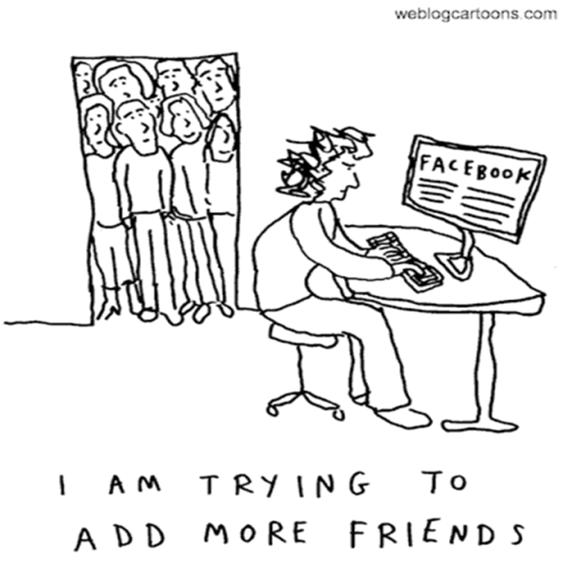 weblogcartoons.com
FACEBOOK
I AM TRYING TO
ADD MORE FRIENDS